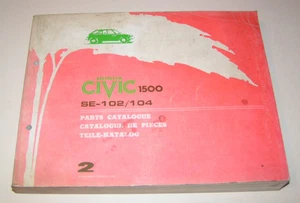 CIVIC 1500
SE-102/104
PARTS CATALOGUE
CATALOGUE DE PIECES
TEILE-KATALOG
2